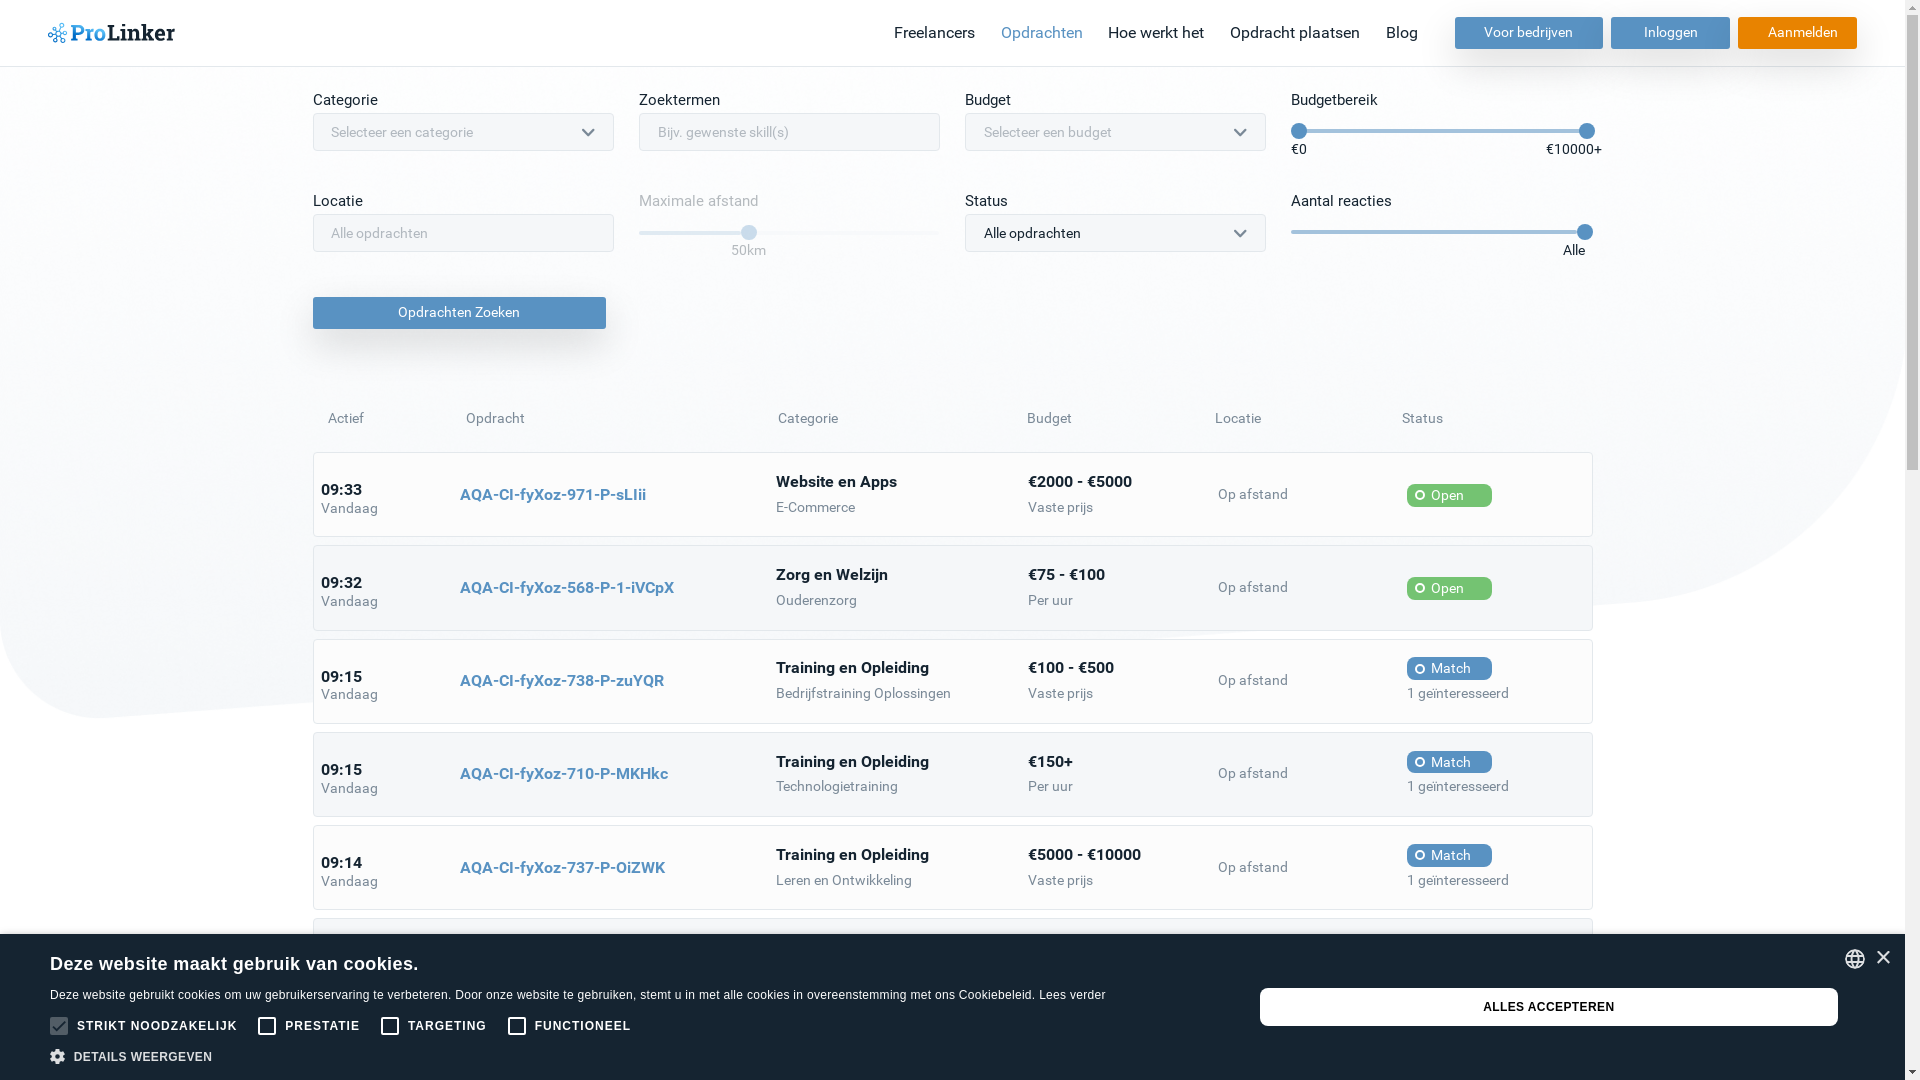 ProLinker
Freelancers Opdrachten Hoe werkt het Opdracht plaatsen Blog Voor bedrijven Inloggen Aanmelden
Categorie Zoektermen Budget Budgetbereik
Selecteer een categorie Bijv. gewenste skill(s) Selecteer een budget
€0 €10000+
Locatie Maximale afstand Status Aantal reacties
Alle opdrachten Alle opdrachten
50km Alle
Opdrachten Zoeken
Actief Opdracht Categorie Budget Locatie Status
09:33 AQA-CI-fyXoz-971-P-sLIii Website en Apps €2000 - €5000 Op afstand Open
Vandaag E-Commerce Vaste prijs
09:32 AQA-CI-fyXoz-568-P-1-iVCpX Zorg en Welzijn €75 - €100 Op afstand Open
Vandaag Ouderenzorg Per uur
09:15 AQA-CI-fyXoz-738-P-zuYQR Training en Opleiding €100 - €500 Op afstand Match
Vandaag Bedrijfstraining Oplossingen Vaste prijs 1 geïnteresseerd
09:15 AQA-CI-fyXoz-710-P-MKHkc Training en Opleiding €150+ Op afstand Match
Vandaag Technologietraining Per uur 1 geïnteresseerd
09:14 AQA-CI-fyXoz-737-P-OiZWK Training en Opleiding €5000 - €10000 Op afstand Match
Vandaag Leren en Ontwikkeling Vaste prijs 1 geïnteresseerd
Deze website maakt gebruik van cookies.
Deze website gebruikt cookies om uw gebruikerservaring te verbeteren. Door onze website te gebruiken, stemt u in met alle cookies in overeenstemming met ons Cookiebeleid. Lees verder
STRIKT NOODZAKELIJK PRESTATIE TARGETING FUNCTIONEEL
DETAILS WEERGEVEN
ALLES ACCEPTEREN